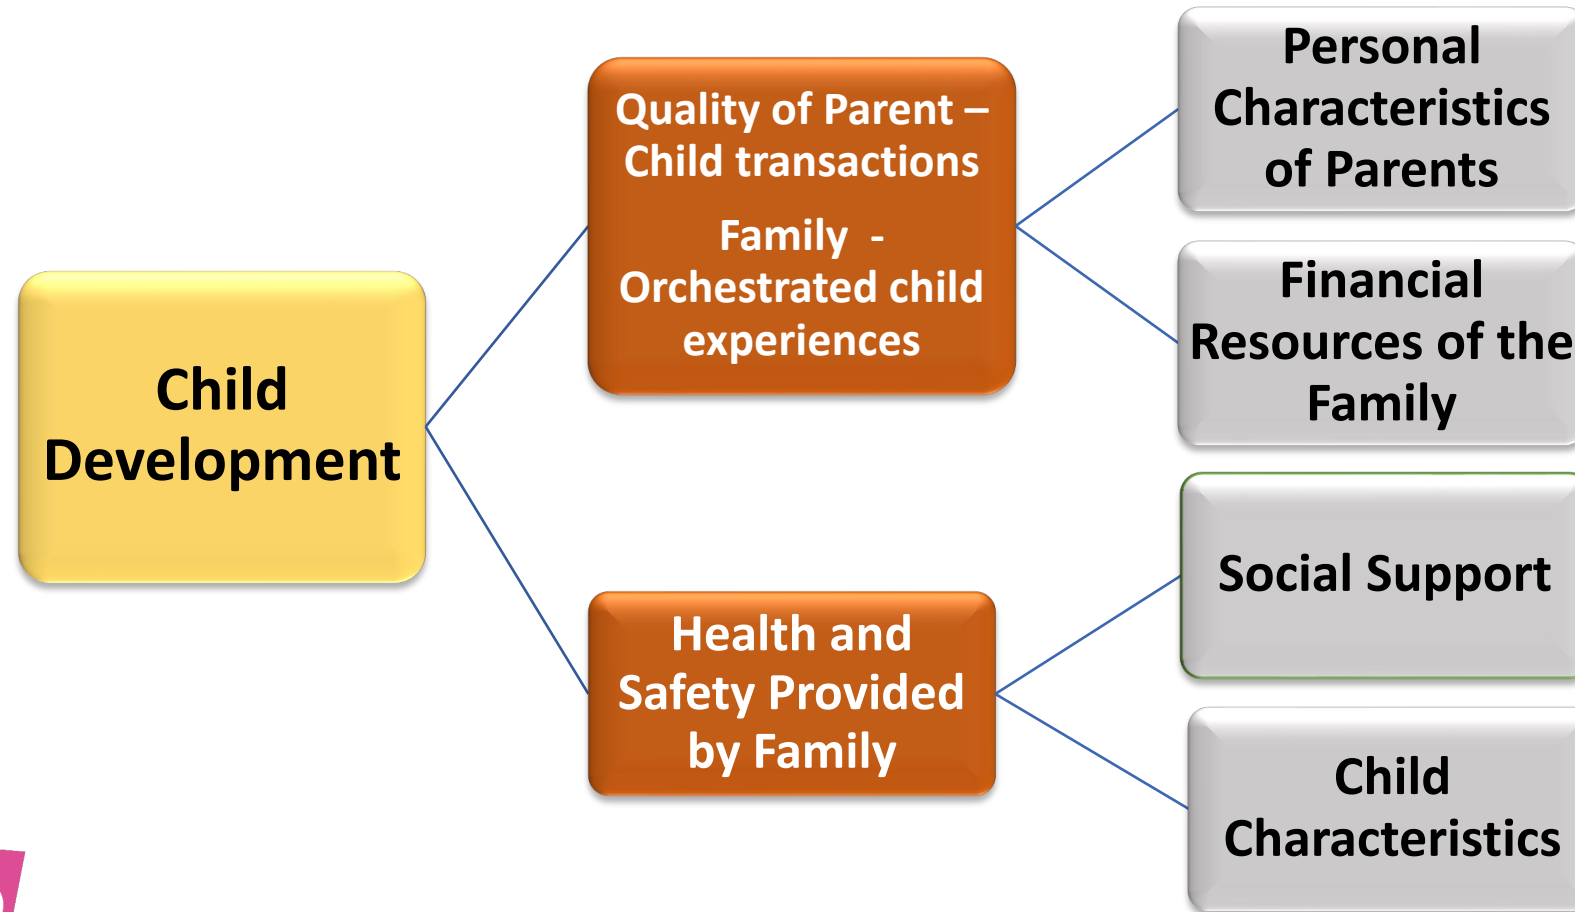 Child
Development
Quality of Parent –
Child transactions
Family  -
Orchestrated child
experiences
Health and
Safety Provided
by Family
Personal
Characteristics
of Parents
Financial
Resources of the
Family
Social Support
Child
Characteristics